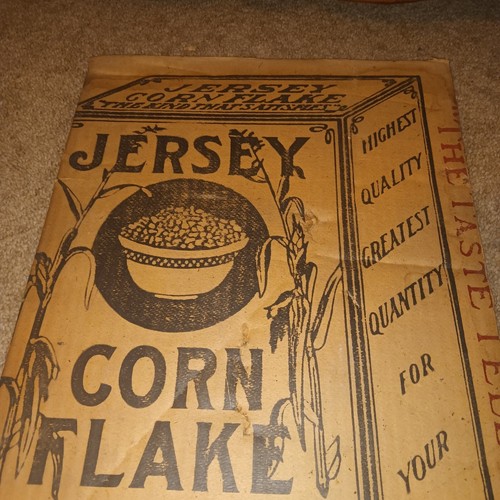 JERSEY
CORN FLAKE
"THE KIND THAT SATISFIES"
JERSEY
CORN
FLAKE
HIGHEST
QUALITY
GREATEST
QUANTITY
FOR
YOUR
"THE TASTE TELLS